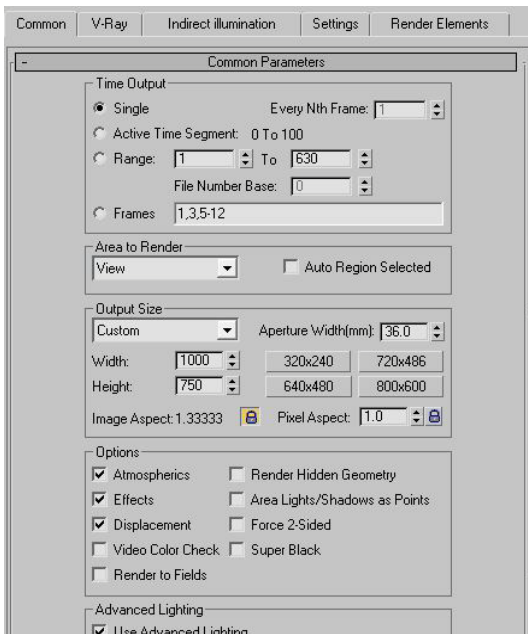 Common V-Ray Indirect illumination Settings Render Elements
- Common Parameters
Time Output
Single Every Nth Frame: 1
Active Time Segment: 0 To 100
Range: 1 To 630
File Number Base: 0
Frames 1,3,5-12
Area to Render
View Auto Region Selected
Output Size
Custom Aperture Width(mm): 36.0
Width: 1000 320x240 720x486
Height: 750 640x480 800x600
Image Aspect: 1.33333 Pixel Aspect: 1.0
Options
Atmospherics Render Hidden Geometry
Effects Area Lights/Shadows as Points
Displacement Force 2-Sided
Video Color Check Super Black
Render to Fields
Advanced Lighting
Use Advanced Lighting